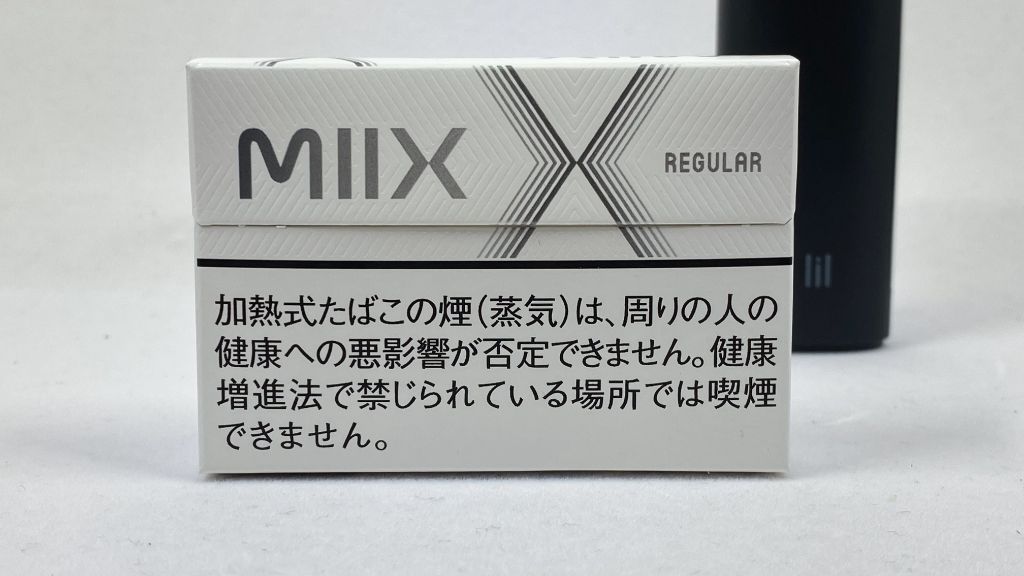 MIIX
REGULAR
lil
加熱式たばこの煙(蒸気)は、周りの人の
健康への悪影響が否定できません。健康
増進法で禁じられている場所では喫煙
できません。